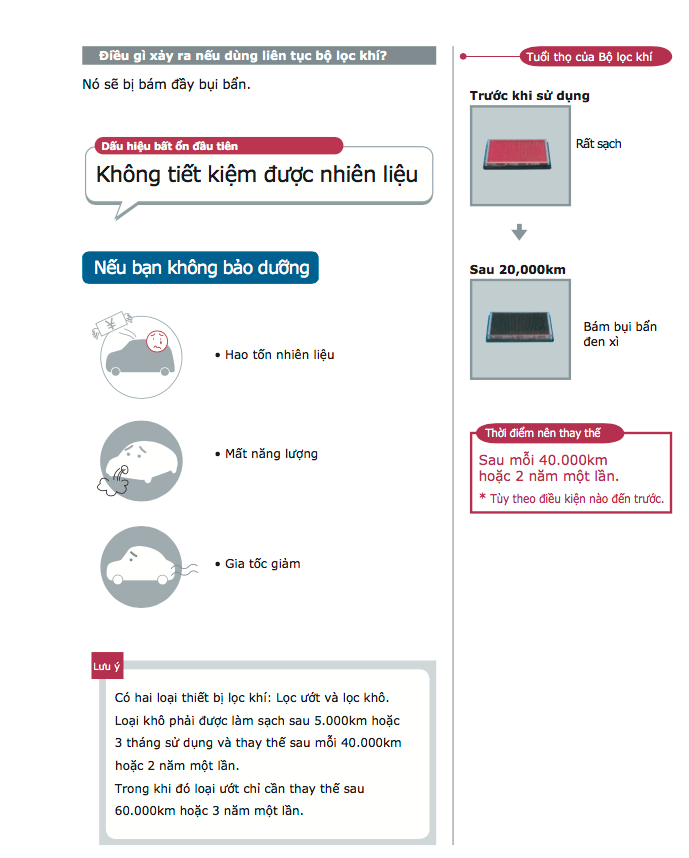 Điều gì xảy ra nếu dùng liên tục bộ lọc khí?
Nó sẽ bị bám đầy bụi bẩn.
Dấu hiệu bất ổn đầu tiên
Không tiết kiệm được nhiên liệu
Nếu bạn không bảo dưỡng
¥
• Hao tốn nhiên liệu
• Mất năng lượng
• Gia tốc giảm
Lưu ý
Có hai loại thiết bị lọc khí: Lọc ướt và lọc khô.
Loại khô phải được làm sạch sau 5.000km hoặc
3 tháng sử dụng và thay thế sau mỗi 40.000km
hoặc 2 năm một lần.
Trong khi đó loại ướt chỉ cần thay thế sau
60.000km hoặc 3 năm một lần.
Tuổi thọ của Bộ lọc khí
Trước khi sử dụng
Rất sạch
Sau 20,000km
Bám bụi bẩn
đen xì
Thời điểm nên thay thế
Sau mỗi 40.000km
hoặc 2 năm một lần.
* Tùy theo điều kiện nào đến trước.